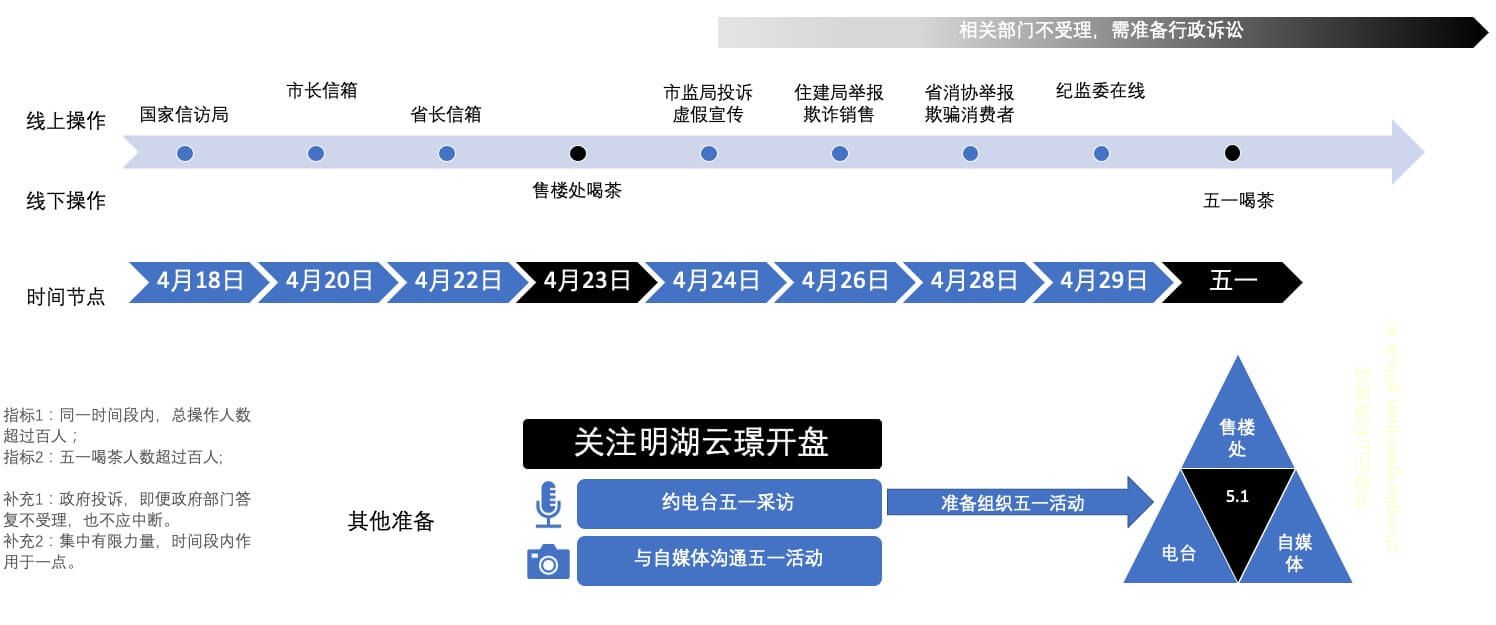 相关部门不受理，需准备行政诉讼
线上操作
国家信访局
市长信箱
省长信箱
市监局投诉
虚假宣传
住建局举报
欺诈销售
省消协举报
欺骗消费者
纪监委在线
线下操作
售楼处喝茶
五一喝茶
时间节点
4月18日
4月20日
4月22日
4月23日
4月24日
4月26日
4月28日
4月29日
五一
指标1：同一时间段内，总操作人数
超过百人；
指标2：五一喝茶人数超过百人;
补充1：政府投诉，即便政府部门答
复不受理，也不应中断。
补充2：集中有限力量，时间段内作
用于一点。
其他准备
关注明湖云璟开盘
约电台五一采访
与自媒体沟通五一活动
准备组织五一活动
售楼
处
5.1
电台
自媒
体